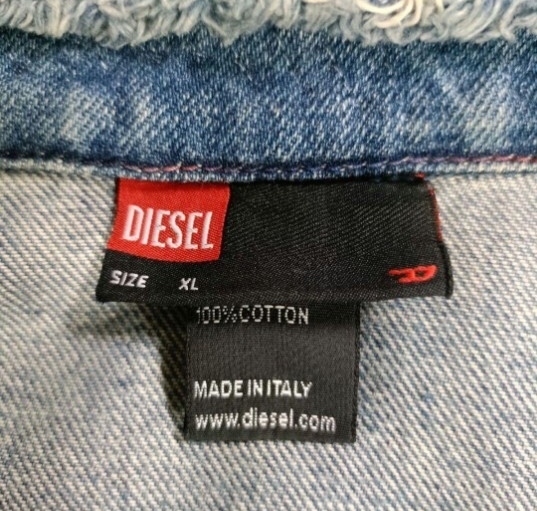 DIESEL
SIZE XL
100%COTTON
MADE IN ITALY
www.diesel.com